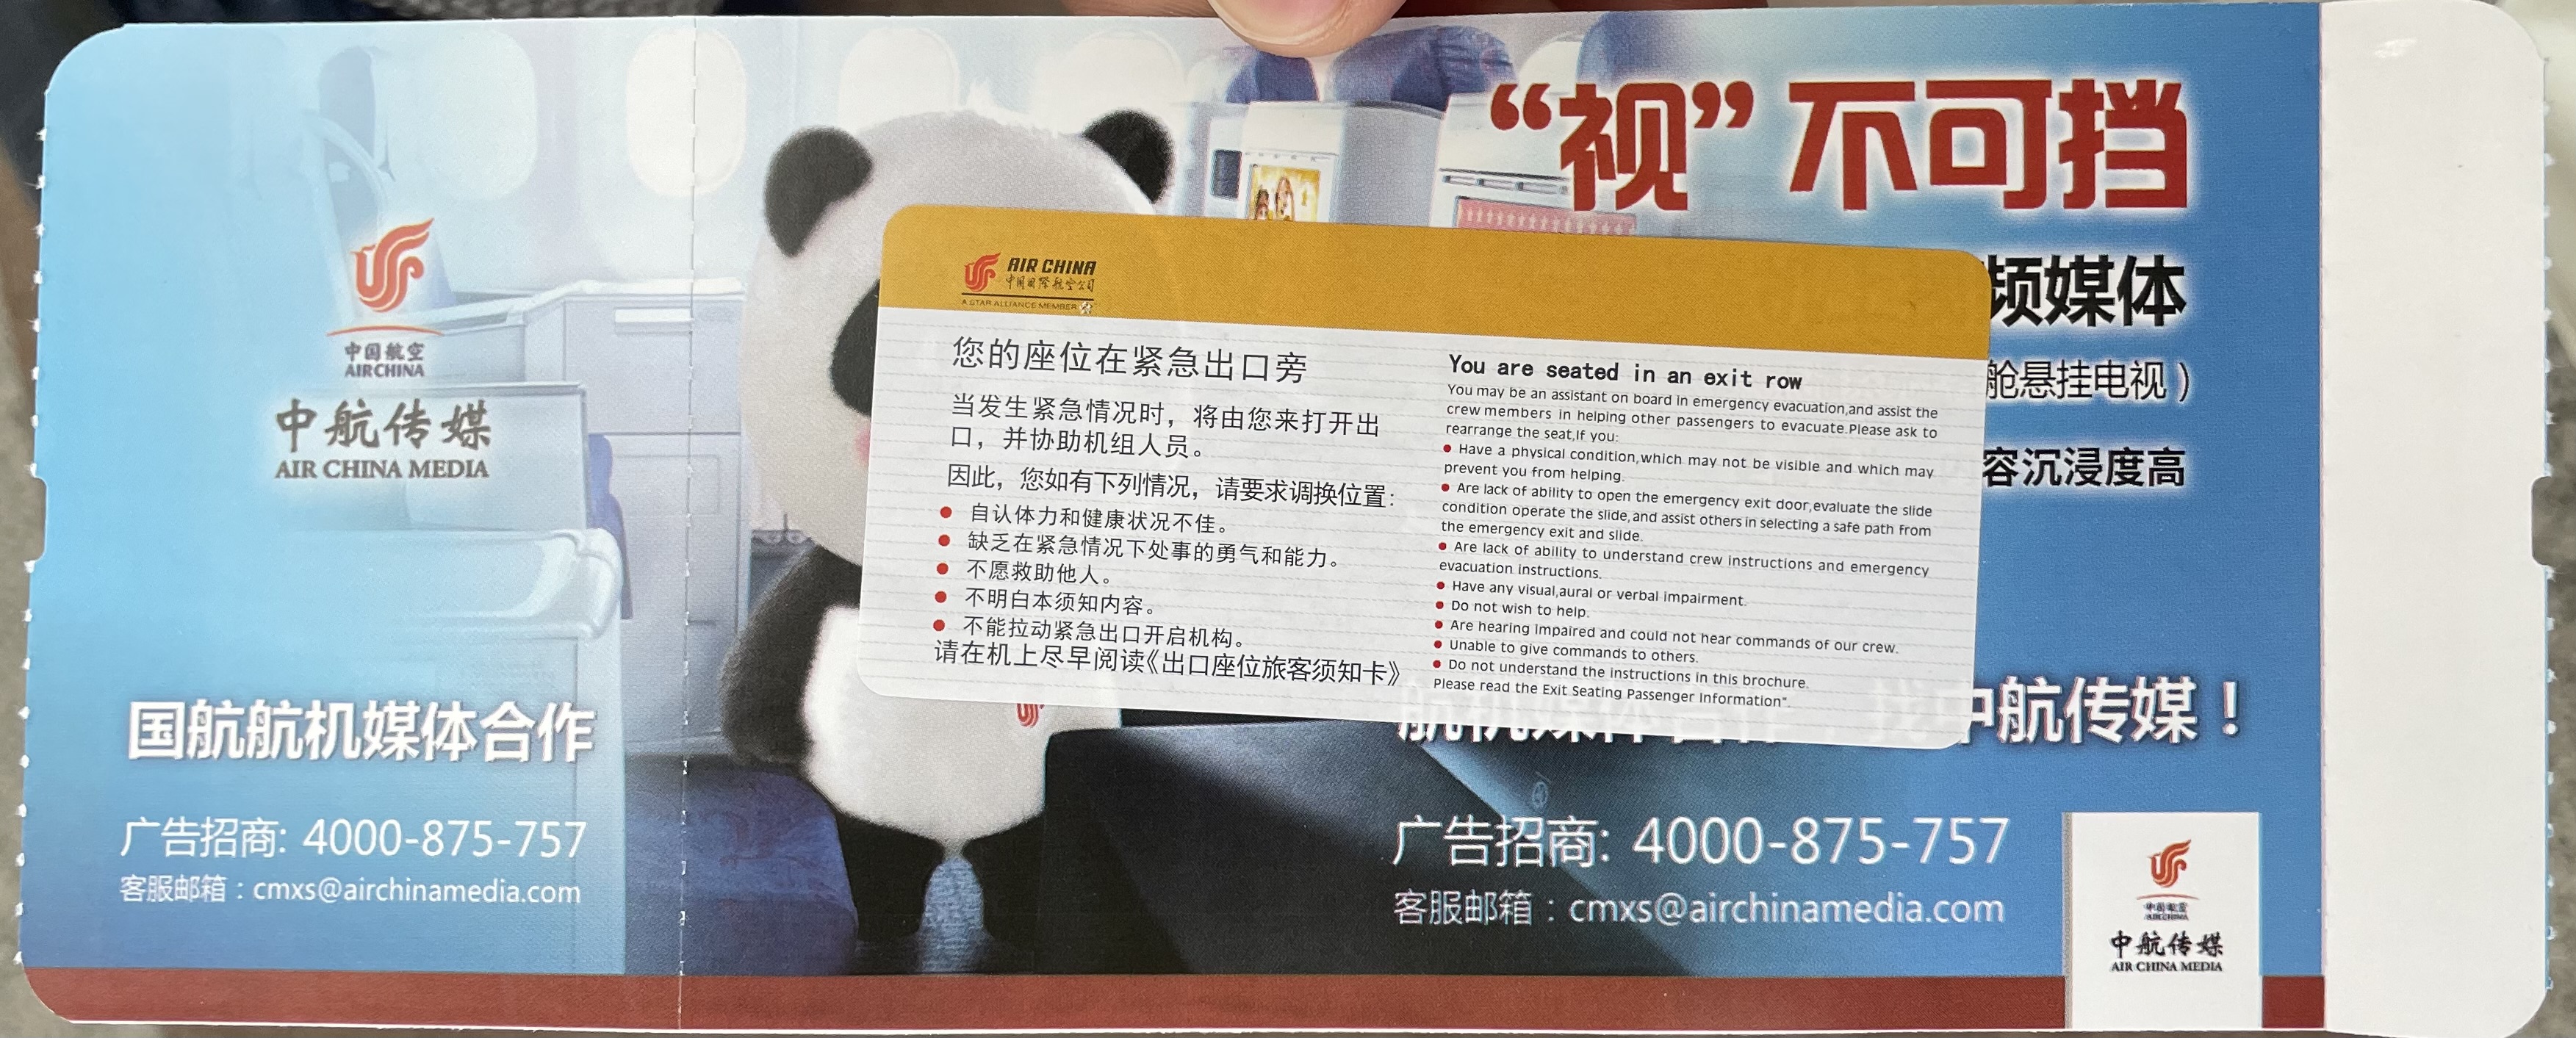 中国航空
AIR CHINA
中航传媒
AIR CHINA MEDIA
国航航机媒体合作
广告招商: 4000-875-757
客服邮箱：cmxs@airchinamedia.com
“视”不可挡
频媒体
舱悬挂电视）
容沉浸度高
AIR CHINA
中国国际航空公司
A STAR ALLIANCE MEMBER
您的座位在紧急出口旁
当发生紧急情况时，将由您来打开出
口，并协助机组人员。
因此，您如有下列情况，请要求调换位置：
● 自认体力和健康状况不佳。
● 缺乏在紧急情况下处事的勇气和能力。
● 不愿救助他人。
● 不明白本须知内容。
● 不能拉动紧急出口开启机构。
请在机上尽早阅读《出口座位旅客须知卡》
You are seated in an exit row
You may be an assistant on board in emergency evacuation,and assist the
crew members in helping other passengers to evacuate.Please ask to
rearrange the seat,if you:
● Have a physical condition,which may not be visible and which may
prevent you from helping.
● Are lack of ability to open the emergency exit door,evaluate the slide
condition operate the slide,and assist others in selecting a safe path from
the emergency exit and slide.
● Are lack of ability to understand crew instructions and emergency
evacuation instructions.
● Have any visual,aural or verbal impairment.
● Do not wish to help.
● Are hearing impaired and could not hear commands of our crew.
● Unable to give commands to others.
● Do not understand the instructions in this brochure.
Please read the Exit Seating Passenger Information".
航机媒体合作，找中航传媒！
广告招商: 4000-875-757
客服邮箱：cmxs@airchinamedia.com
中国航空
AIR CHINA
中航传媒
AIR CHINA MEDIA